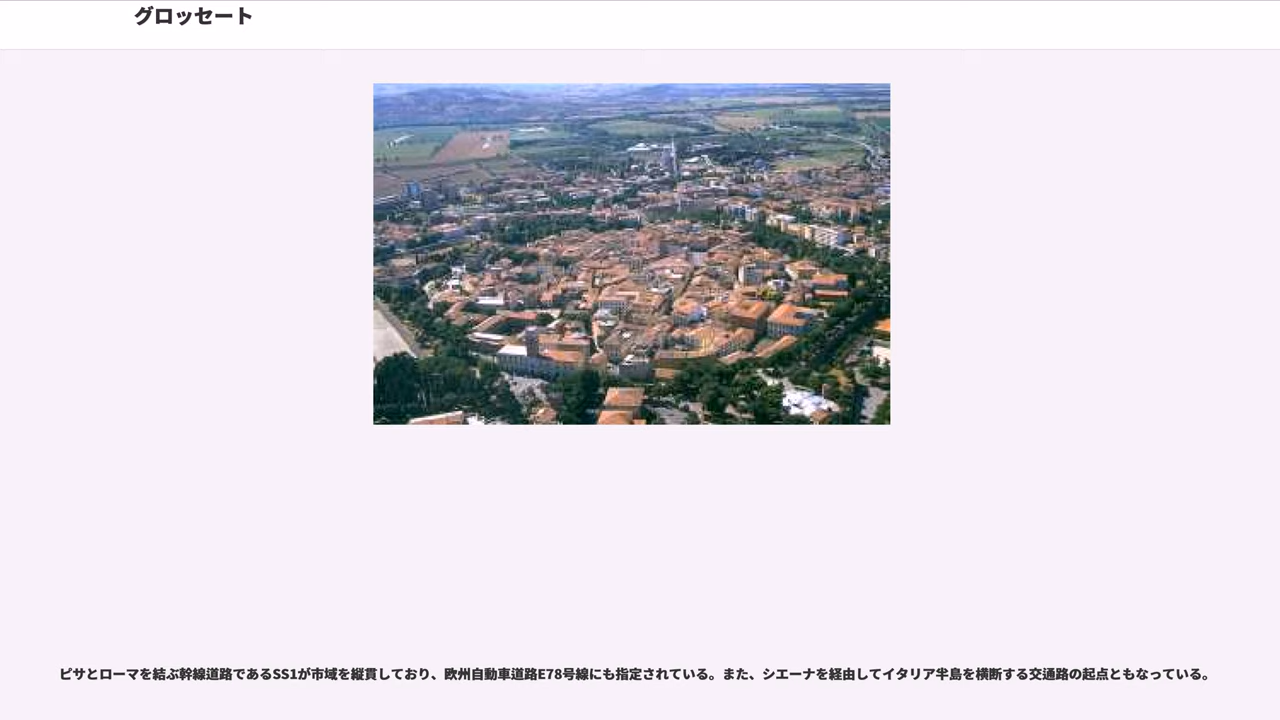 グロッセート
ピサとローマを結ぶ幹線道路であるSS1が市域を縦貫しており、欧州自動車道路E78号線にも指定されている。また、シエーナを経由してイタリア半島を横断する交通路の起点ともなっている。